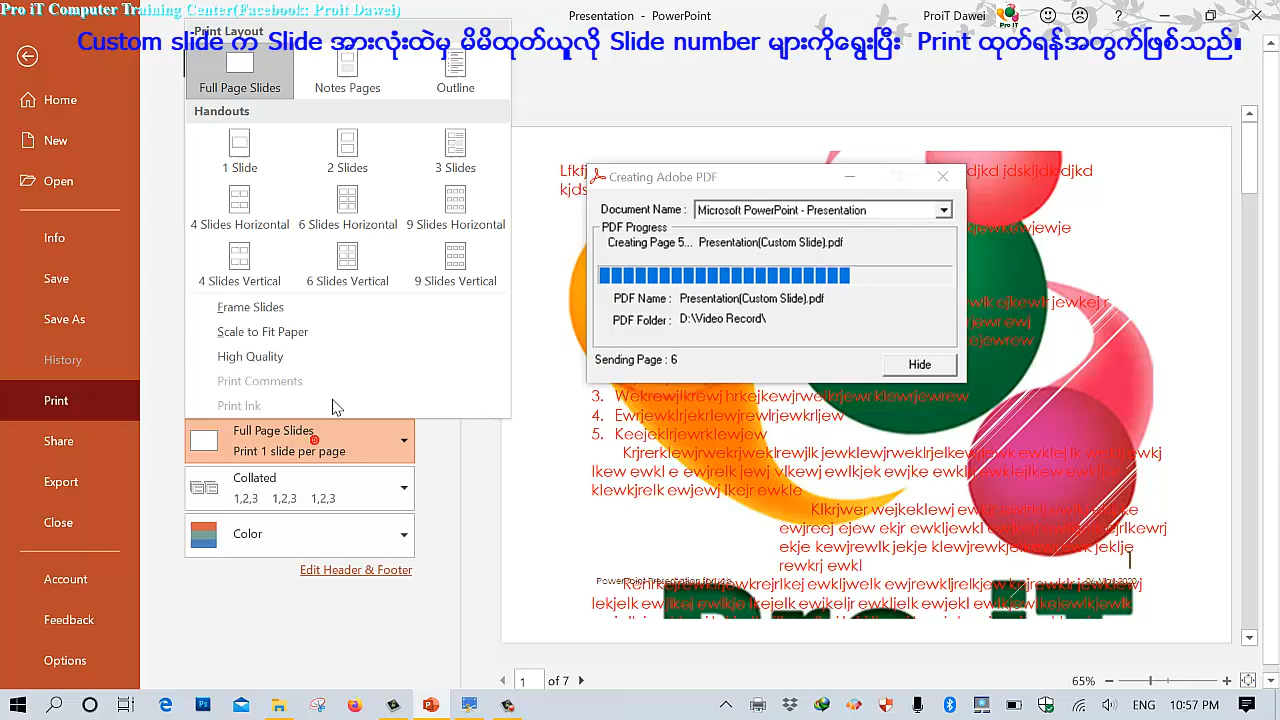 Pro iT Computer Training Center(Facebook: Proit Dawei)
Presentation - PowerPoint
ProiT Dawei
Print Layout
Custom slide က Slide အားလုံးထဲမှ မိမိထုတ်ယူလို Slide number များကိုရွေးပြီး Print ထုတ်ရန်အတွက်ဖြစ်သည်။
Full Page Slides
Notes Pages
Outline
Handouts
1 Slide
2 Slides
3 Slides
4 Slides Horizontal
6 Slides Horizontal
9 Slides Horizontal
4 Slides Vertical
6 Slides Vertical
9 Slides Vertical
Frame Slides
Scale to Fit Paper
High Quality
Print Comments
Print Ink
Full Page Slides
Print 1 slide per page
Collated
1,2,3 1,2,3 1,2,3
Color
Edit Header & Footer
Home
New
Open
Info
Save
Save As
History
Print
Share
Export
Close
Account
Feedback
Options
Creating Adobe PDF
Document Name : Microsoft PowerPoint - Presentation
PDF Progress
Creating Page 5... Presentation(Custom Slide).pdf
PDF Name : Presentation(Custom Slide).pdf
PDF Folder : D:\Video Record\
Sending Page : 6
Hide
3. Wekrewjlkrewj hrkejkewjrwelkrjewr klewrjewrew
4. Ewrjewklrjekrlewjrewlrjewkrljew
5. Keejeklrjewrklewjew
klewkjrelk ewjewj lkejr ewkle
rewkrj ewkl
1 of 7
65%
10:57 PM